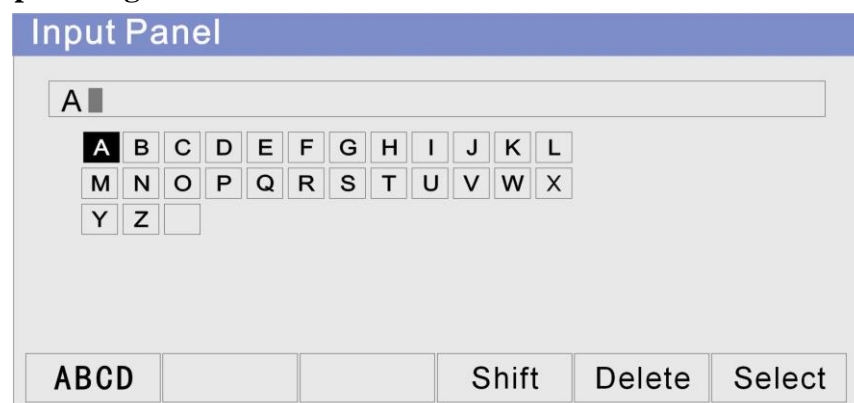 Input Panel
A
A B C D E F G H I J K L
M N O P Q R S T U V W X
Y Z
ABCD Shift Delete Select